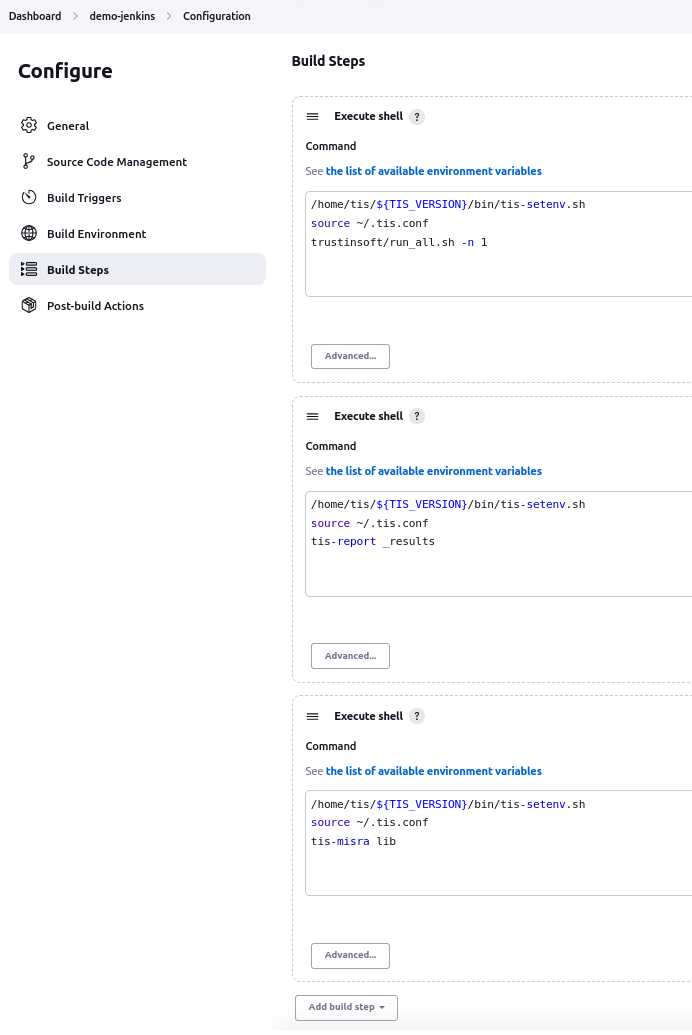 Dashboard > demo-jenkins > Configuration
Configure
General
Source Code Management
Build Triggers
Build Environment
Build Steps
Post-build Actions
Build Steps
Execute shell ?
Command
See the list of available environment variables
/home/tis/${TIS_VERSION}/bin/tis-setenv.sh
source ~/.tis.conf
trustinsoft/run_all.sh -n 1
Advanced...
Execute shell ?
Command
See the list of available environment variables
/home/tis/${TIS_VERSION}/bin/tis-setenv.sh
source ~/.tis.conf
tis-report _results
Advanced...
Execute shell ?
Command
See the list of available environment variables
/home/tis/${TIS_VERSION}/bin/tis-setenv.sh
source ~/.tis.conf
tis-misra lib
Advanced...
Add build step